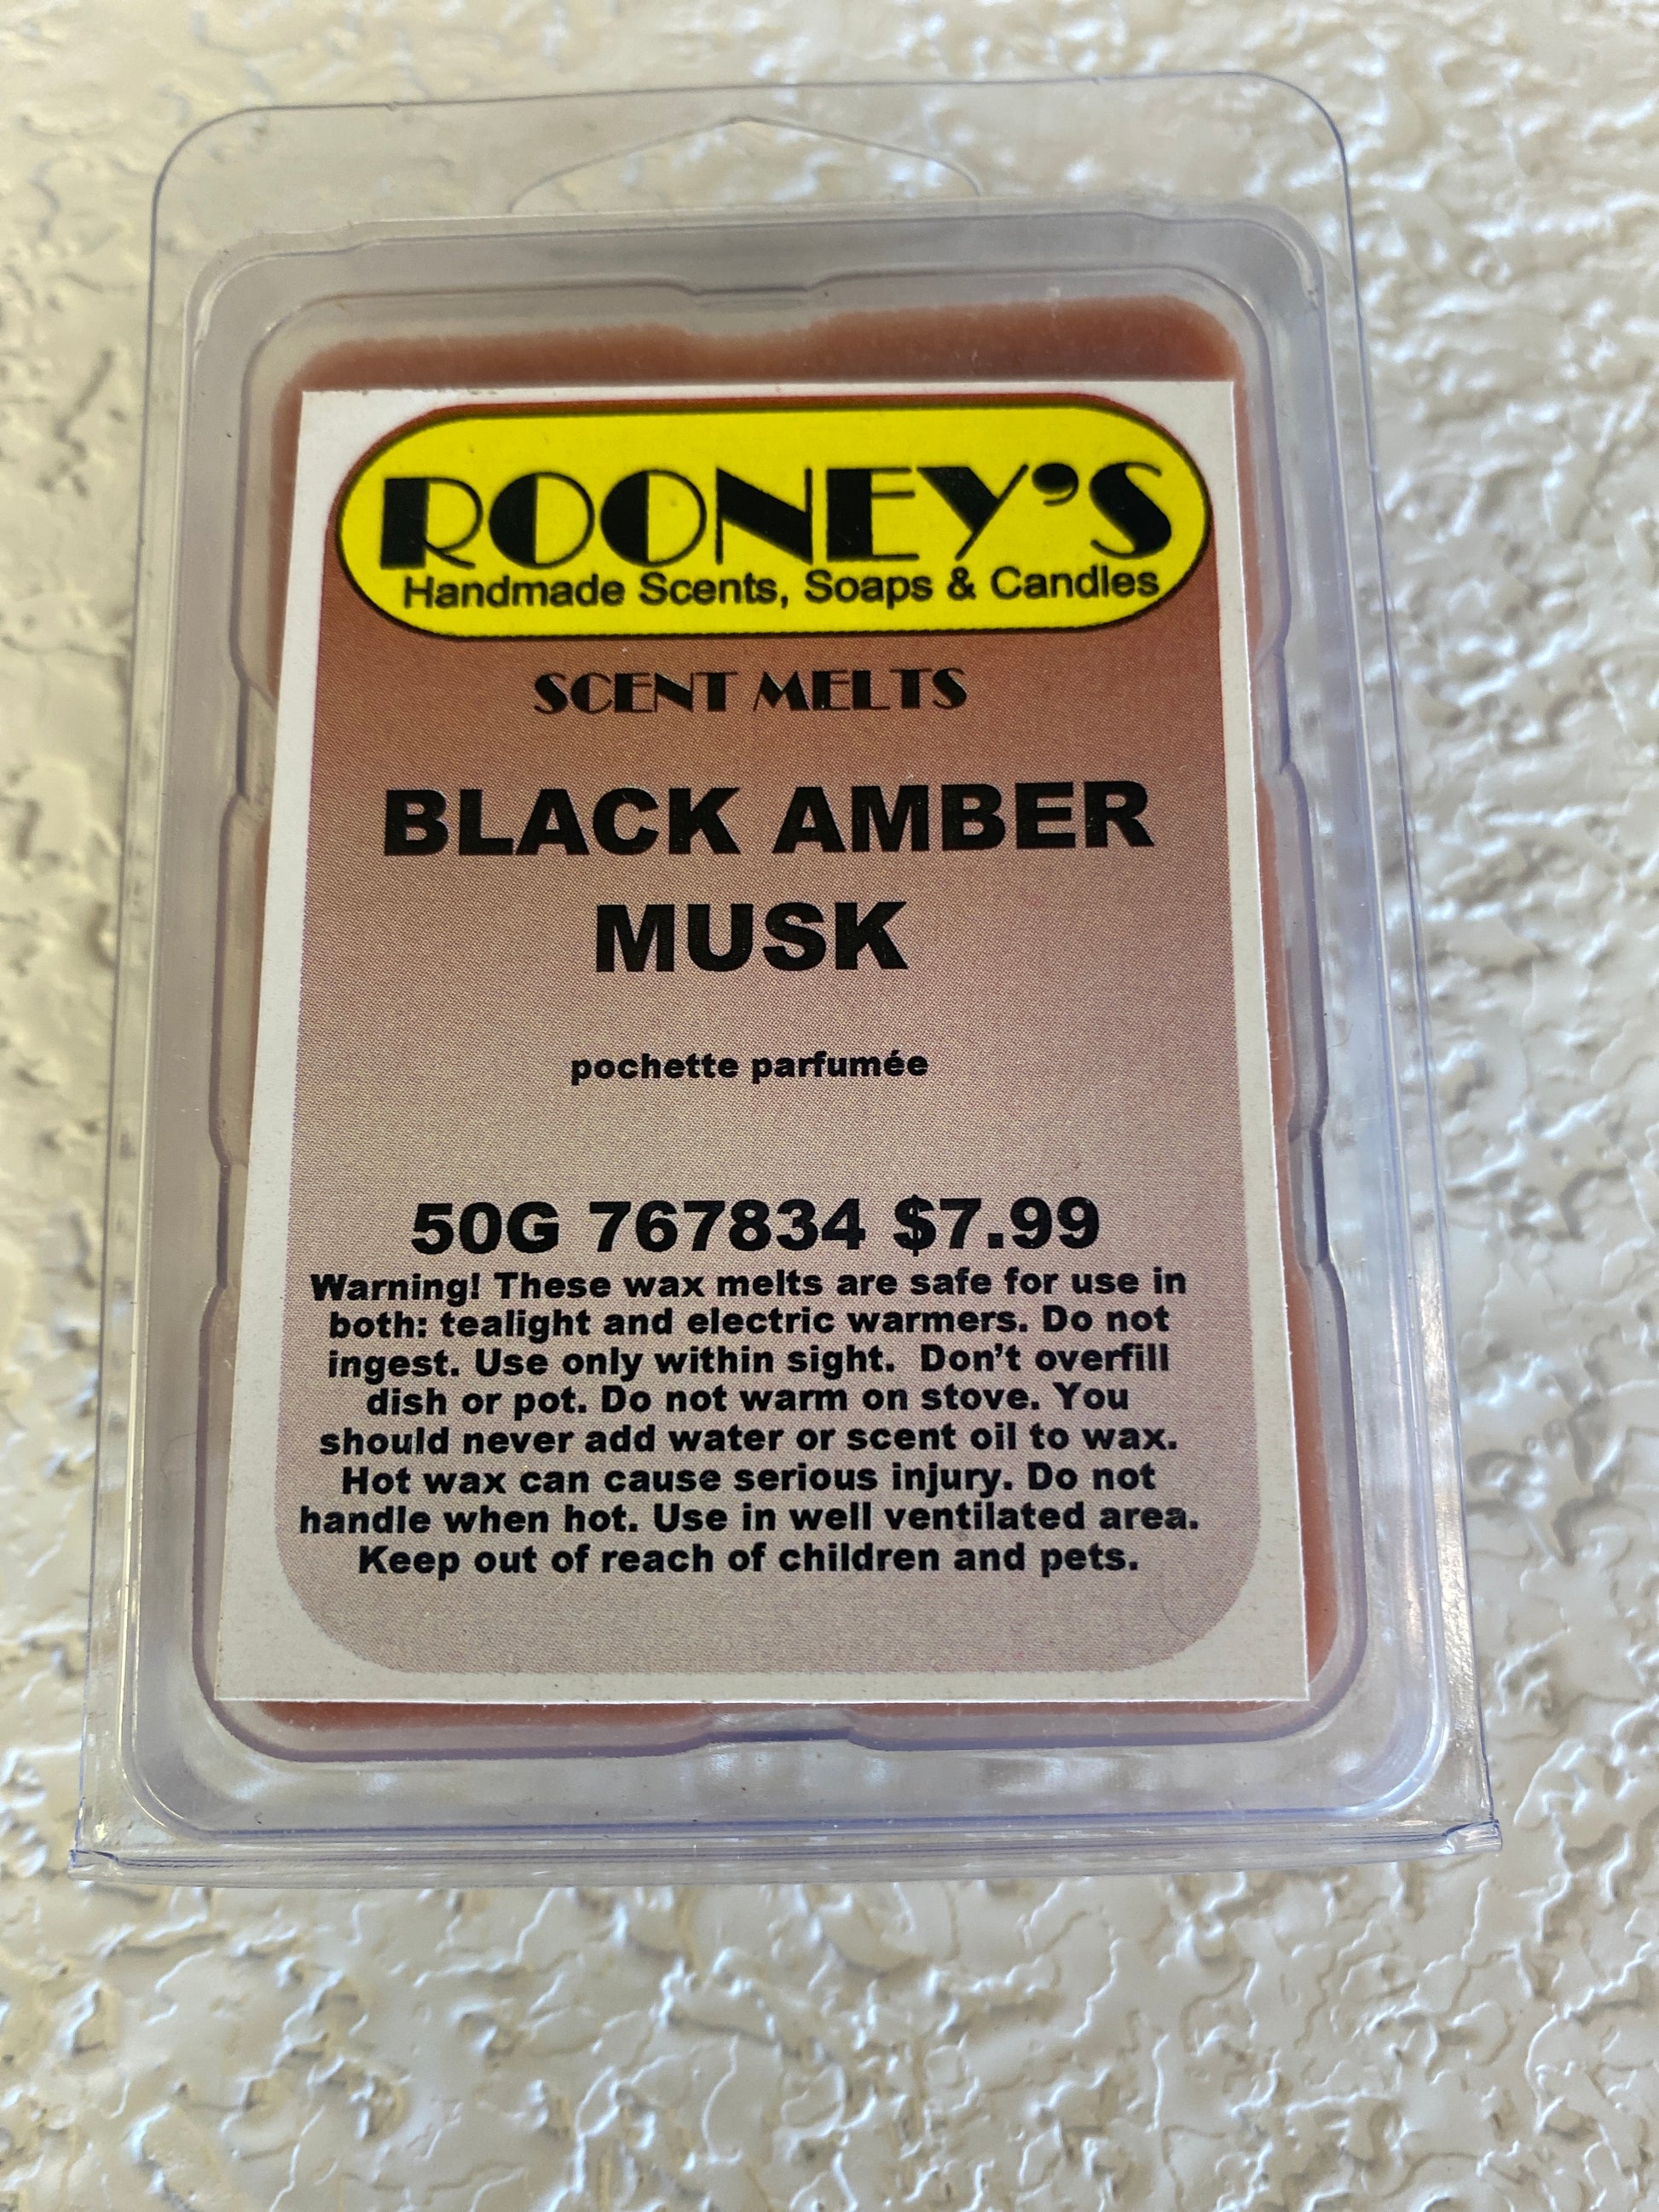 ROONEY'S
Handmade Scents, Soaps & Candles
SCENT MELTS
BLACK AMBER
MUSK
pochette parfumée
50G 767834 $7.99
Warning! These wax melts are safe for use in
both: tealight and electric warmers. Do not
ingest. Use only within sight.  Don't overfill
dish or pot. Do not warm on stove. You
should never add water or scent oil to wax.
Hot wax can cause serious injury. Do not
handle when hot. Use in well ventilated area.
Keep out of reach of children and pets.